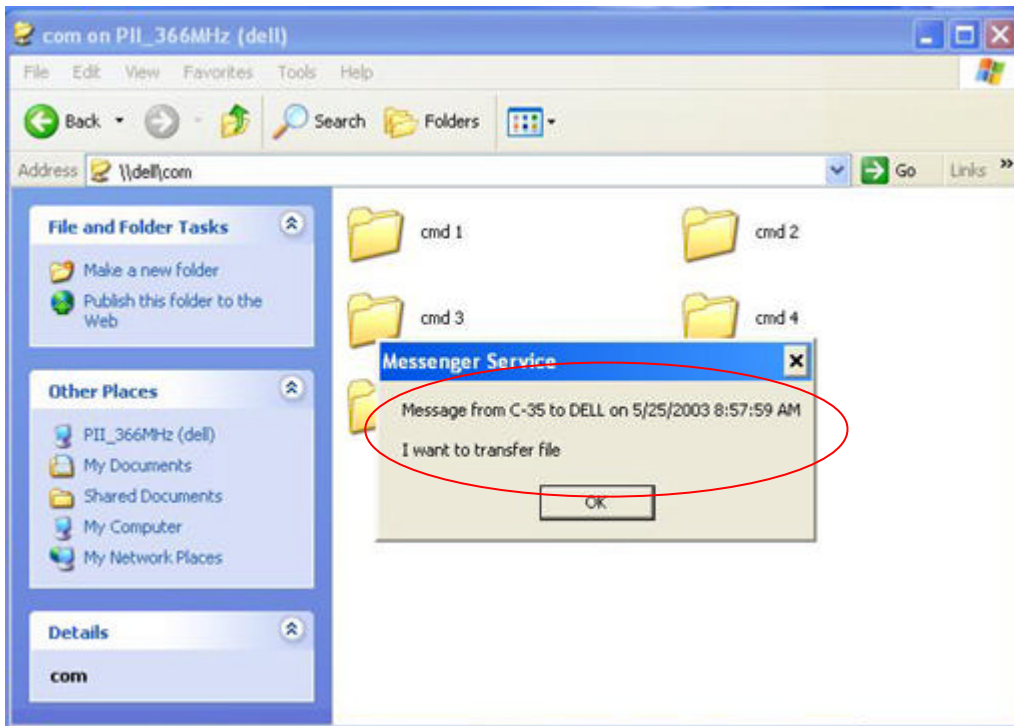 com on PII_366MHz (dell)
File Edit View Favorites Tools Help
Back Search Folders
Address \\dell\com Go Links »
File and Folder Tasks
Make a new folder
Publish this folder to the
Web
Other Places
PII_366MHz (dell)
My Documents
Shared Documents
My Computer
My Network Places
Details
com
cmd 1 cmd 2
cmd 3 cmd 4
Messenger Service
Message from C-35 to DELL on 5/25/2003 8:57:59 AM
I want to transfer file
OK